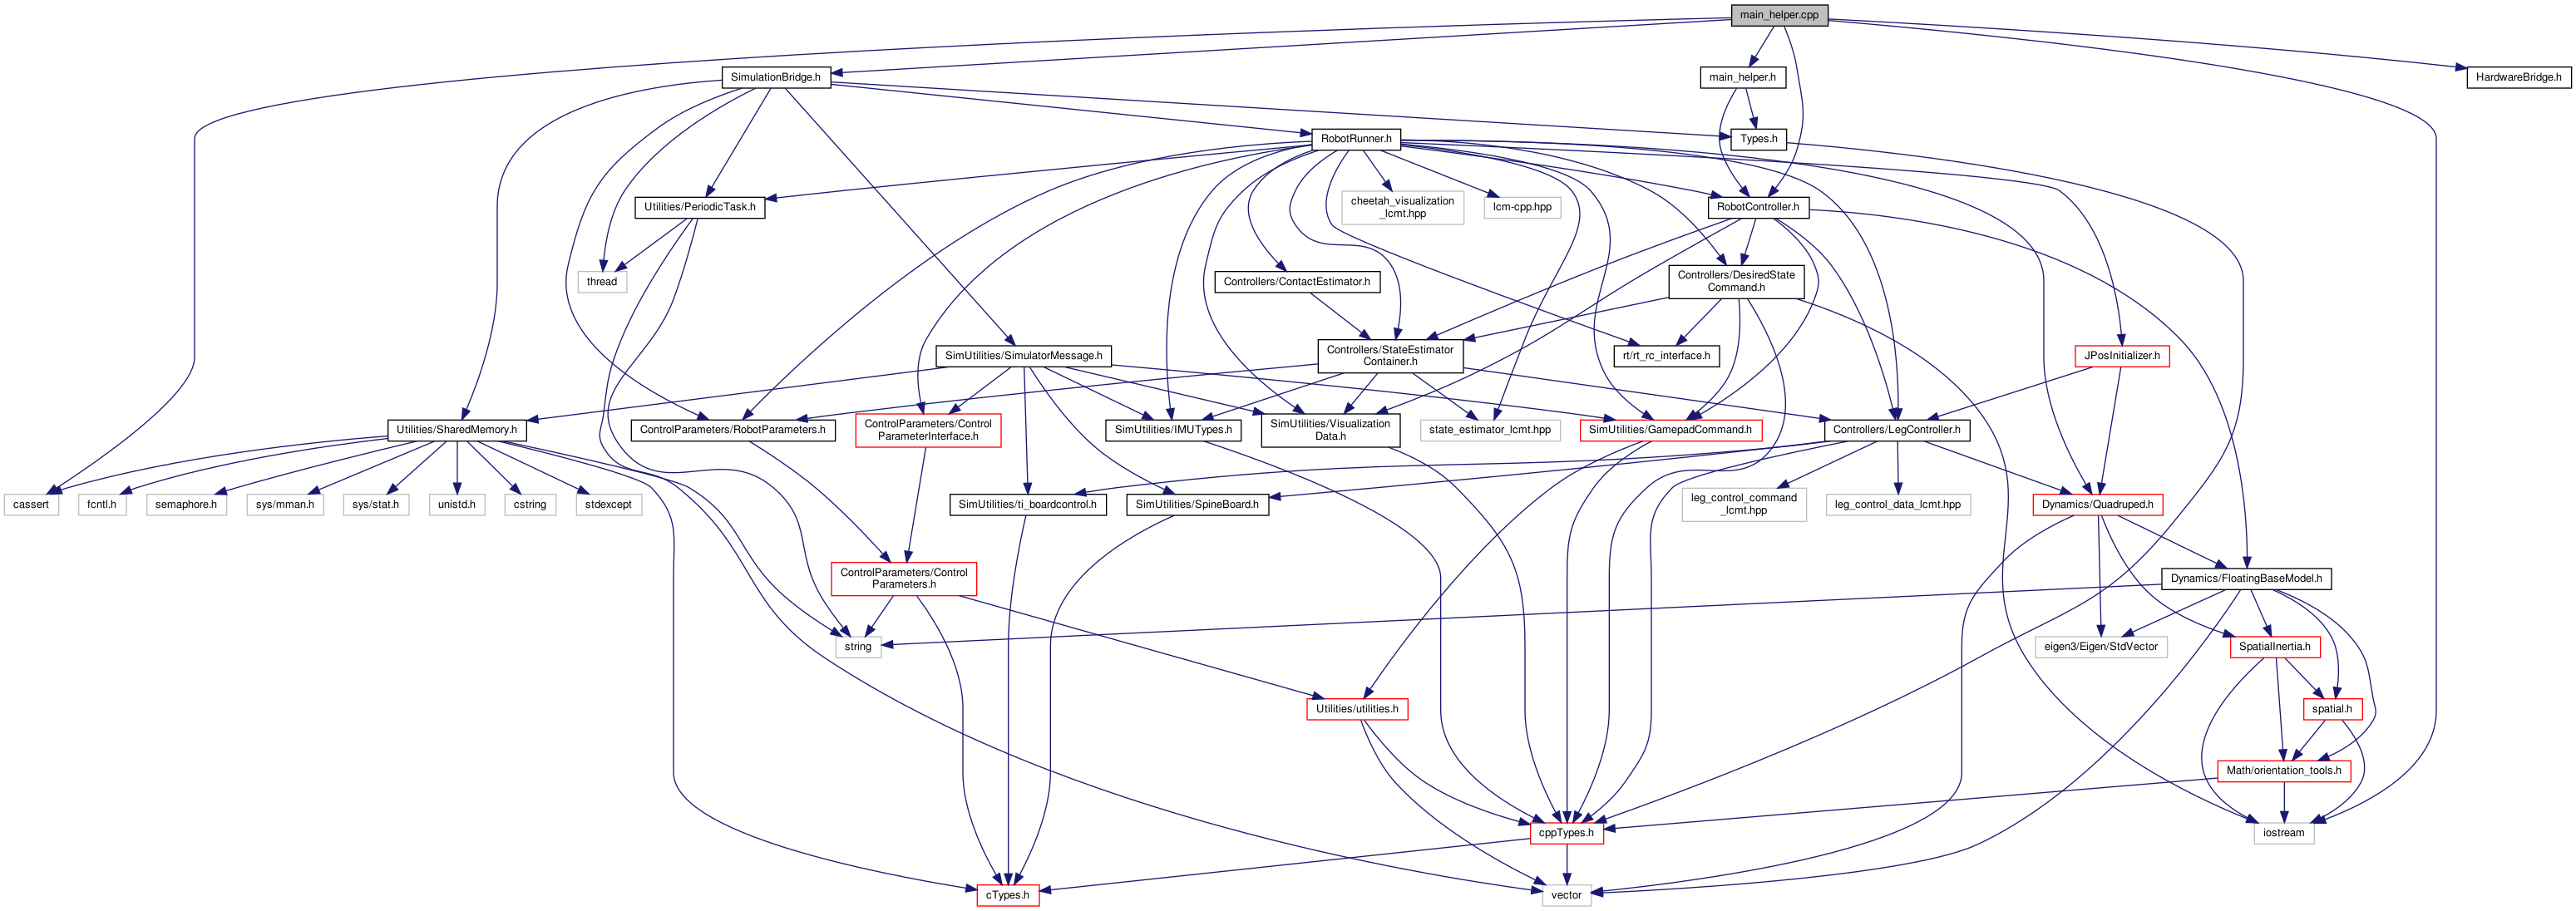 main_helper.cpp
SimulationBridge.h
main_helper.h
HardwareBridge.h
RobotRunner.h
Types.h
Utilities/PeriodicTask.h
cheetah_visualization
_lcmt.hpp
lcm-cpp.hpp
RobotController.h
thread
Controllers/ContactEstimator.h
Controllers/DesiredState
Command.h
SimUtilities/SimulatorMessage.h
Controllers/StateEstimator
Container.h
rt/rt_rc_interface.h
JPosInitializer.h
Utilities/SharedMemory.h
ControlParameters/RobotParameters.h
ControlParameters/Control
ParameterInterface.h
SimUtilities/IMUTypes.h
SimUtilities/Visualization
Data.h
state_estimator_lcmt.hpp
SimUtilities/GamepadCommand.h
Controllers/LegController.h
cassert
fcntl.h
semaphore.h
sys/mman.h
sys/stat.h
unistd.h
cstring
stdexcept
SimUtilities/ti_boardcontrol.h
SimUtilities/SpineBoard.h
leg_control_command
_lcmt.hpp
leg_control_data_lcmt.hpp
Dynamics/Quadruped.h
ControlParameters/Control
Parameters.h
Dynamics/FloatingBaseModel.h
string
eigen3/Eigen/StdVector
SpatialInertia.h
Utilities/utilities.h
spatial.h
Math/orientation_tools.h
cppTypes.h
iostream
cTypes.h
vector